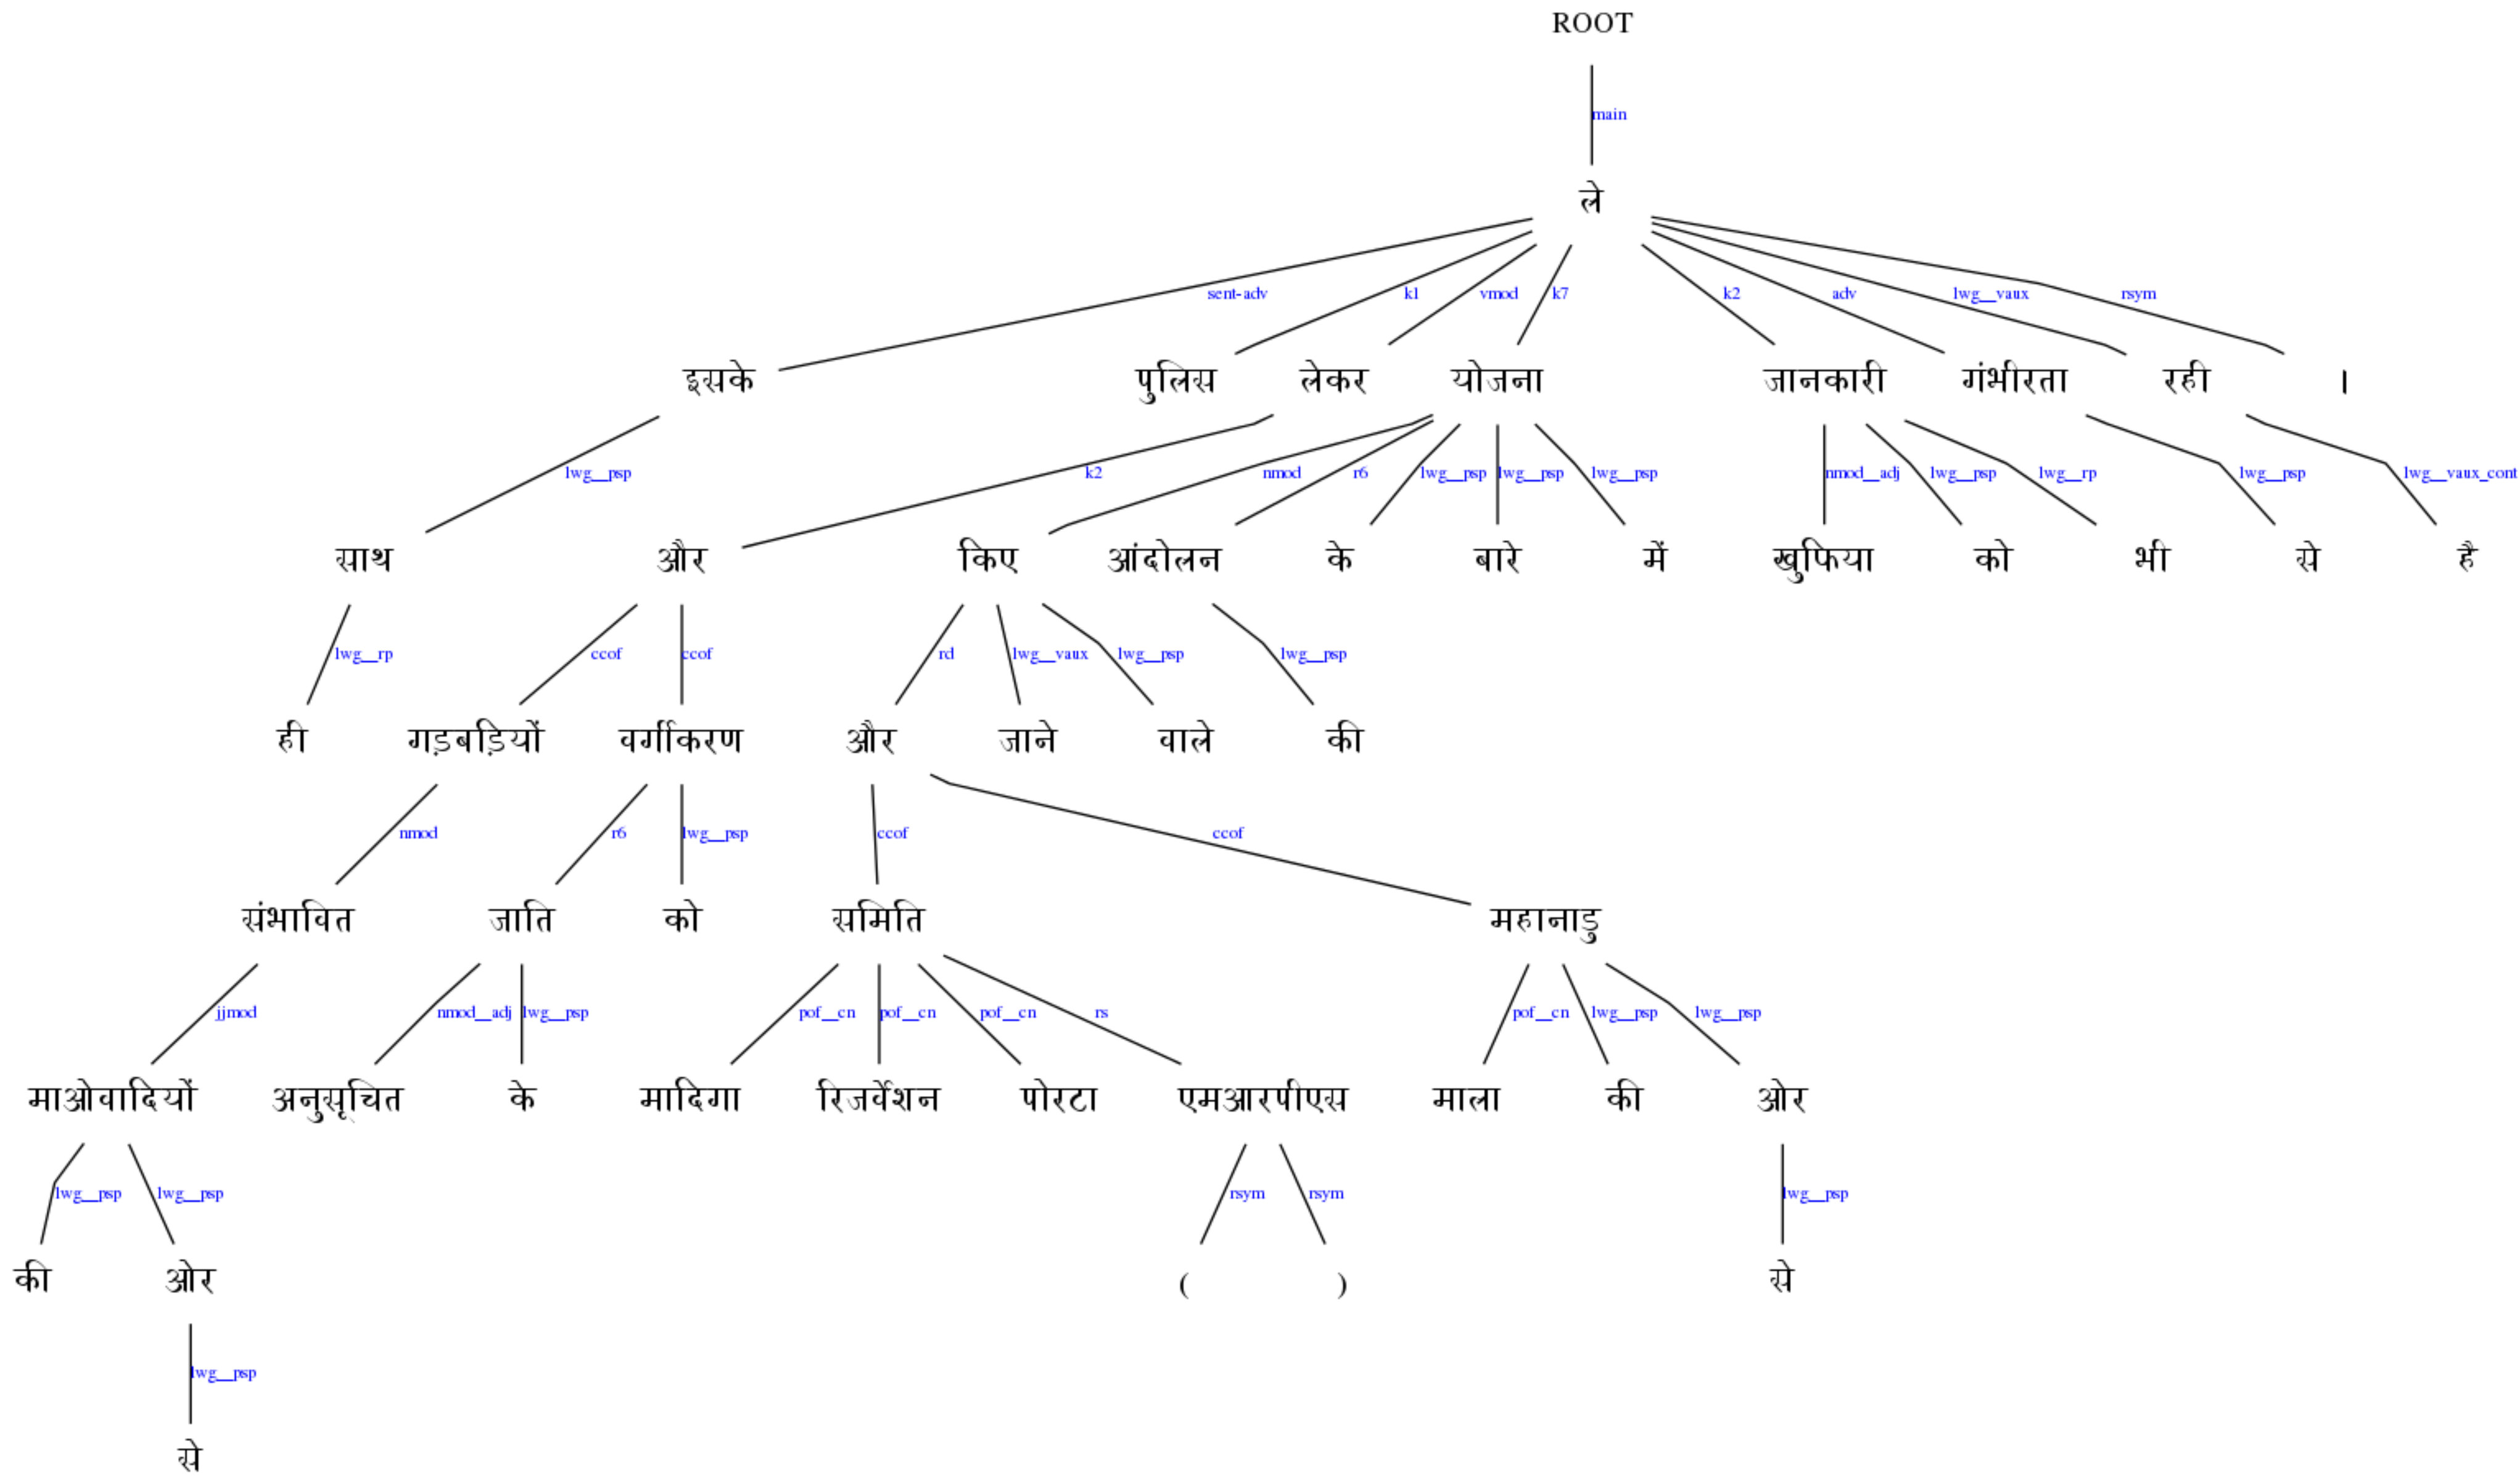 ROOT
main
ले
sent-adv k1 vmod k7 k2 adv lwg__vaux rsym
इसके पुलिस लेकर योजना जानकारी गंभीरता रही ।
lwg__psp k2 nmod r6 lwg__psp lwg__psp lwg__psp nmod__adj lwg__psp lwg__rp lwg__psp lwg__vaux_cont
साथ और किए आंदोलन के बारे में खुफिया को भी से है
lwg__rp ccof ccof rd lwg__vaux lwg__psp lwg__psp
ही गड़बड़ियों वर्गीकरण और जाने वाले की
nmod r6 lwg__psp ccof ccof
संभावित जाति को समिति महानाडु
jjmod nmod__adj lwg__psp pof__cn pof__cn pof__cn rs pof__cn lwg__psp lwg__psp
माओवादियों अनुसूचित के मादिगा रिजर्वेशन पोरटा एमआरपीएस माला की ओर
lwg__psp lwg__psp rsym rsym lwg__psp
की ओर ( ) से
lwg__psp
से